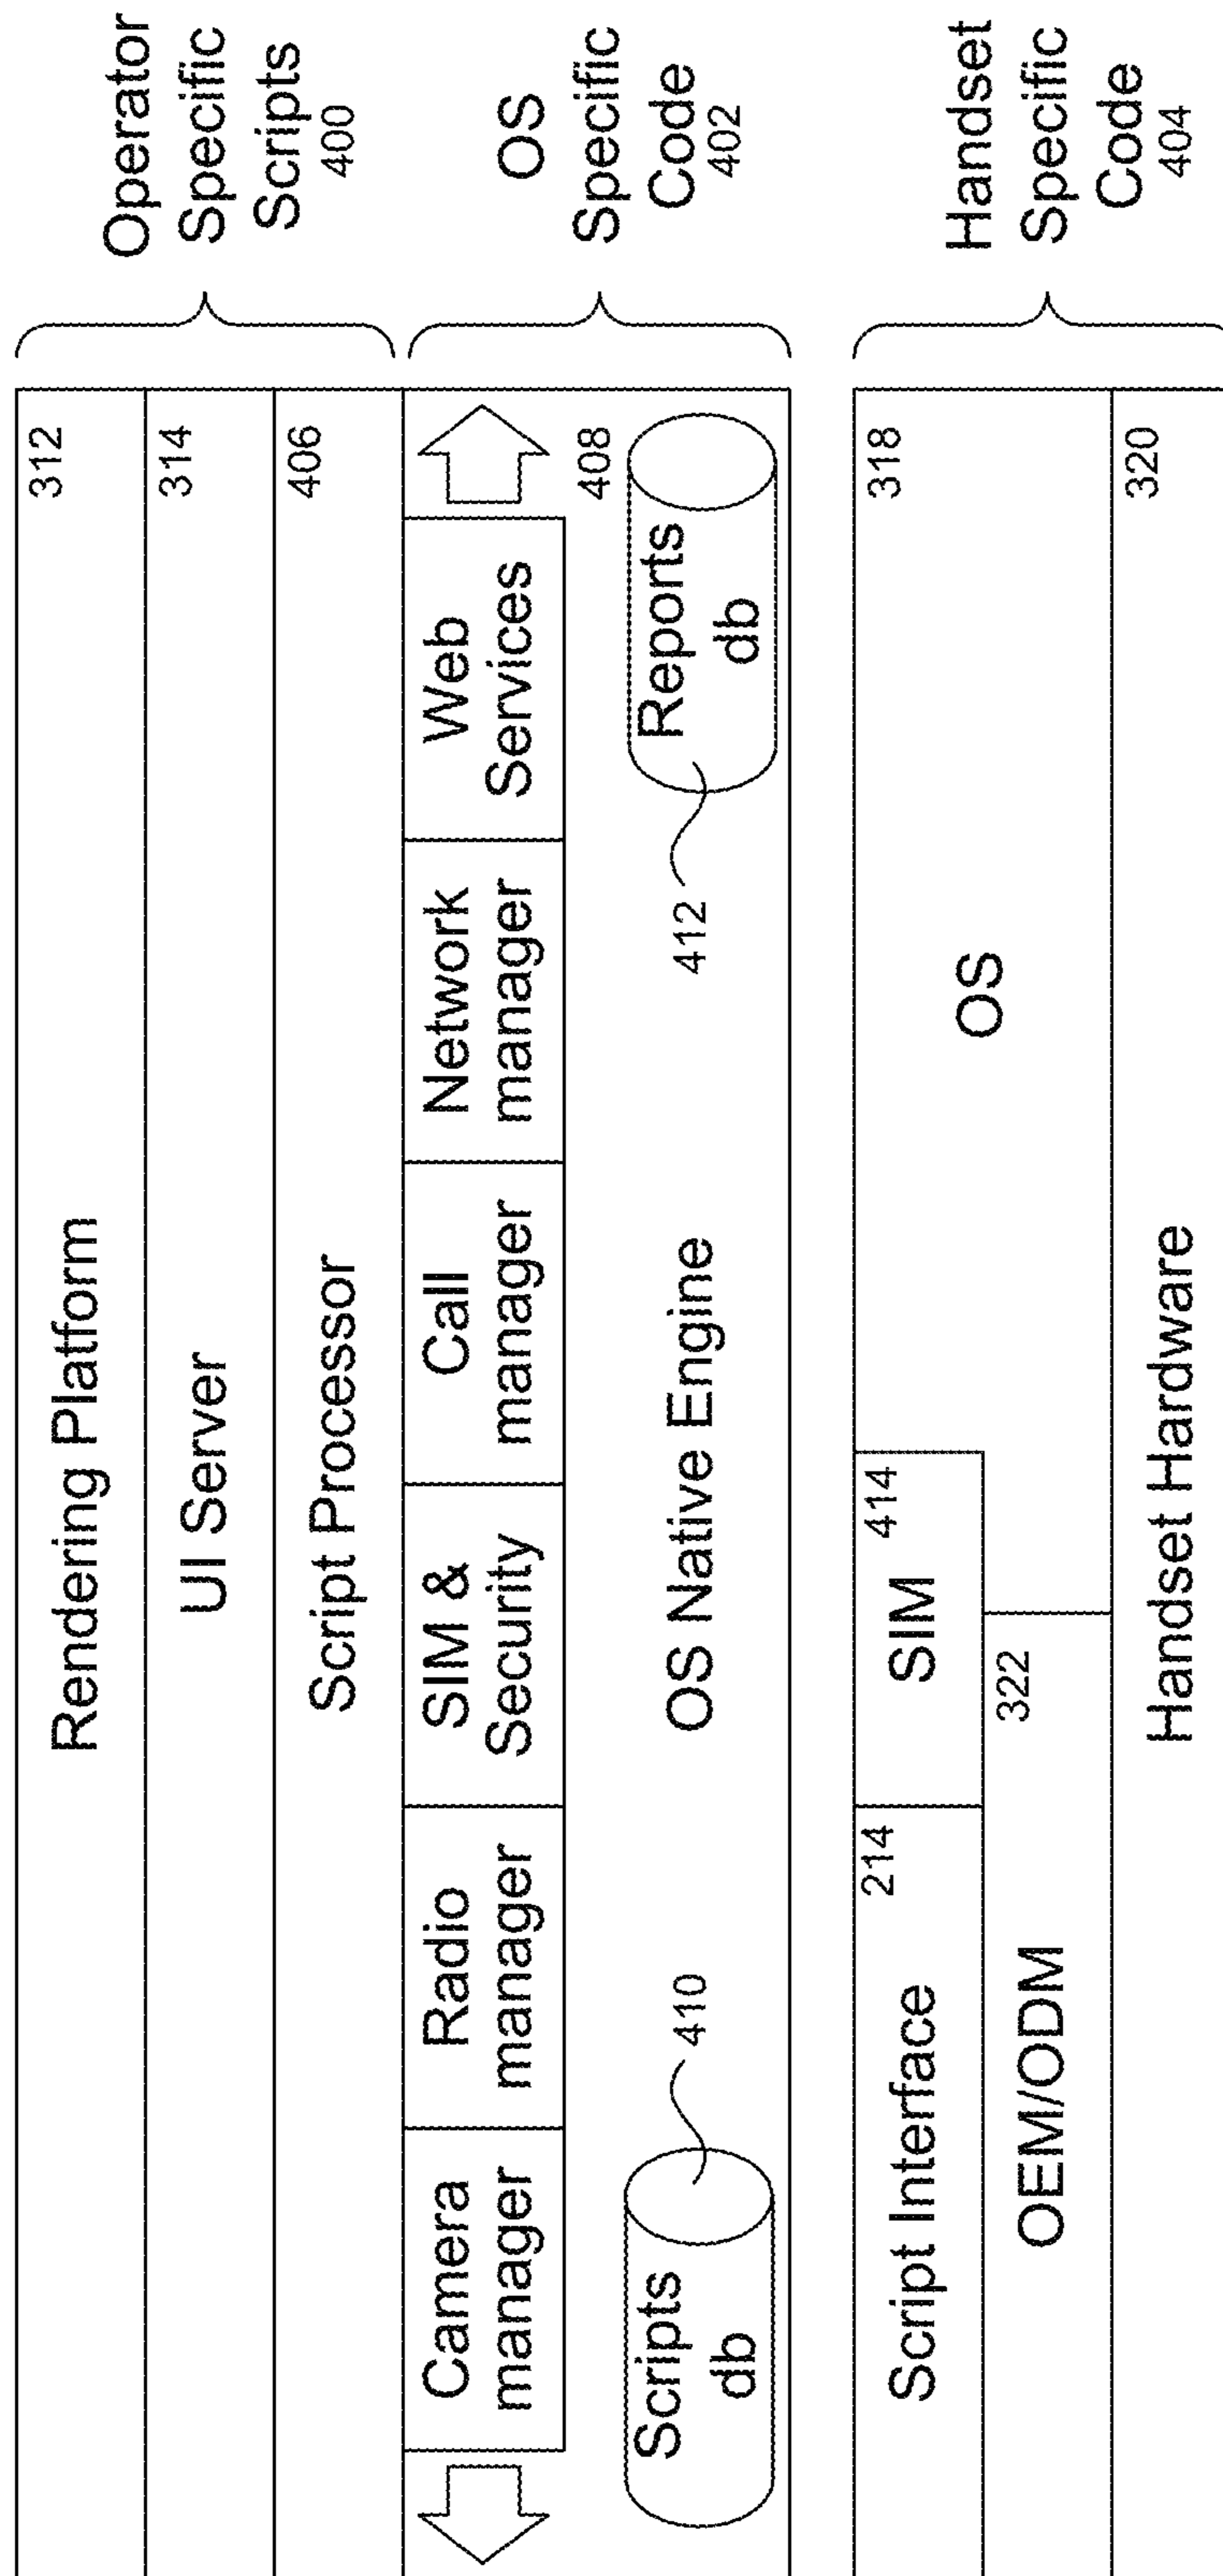 Rendering Platform
312
UI Server
314
Script Processor
406
Operator
Specific
Scripts
400
Camera
manager
Radio
manager
SIM &
Security
Call
manager
Network
manager
Web
Services
408
Scripts
db
410
OS Native Engine
412
Reports
db
OS
Specific
Code
402
Script Interface
214
SIM
414
OS
318
OEM/ODM
322
Handset Hardware
320
Handset
Specific
Code
404